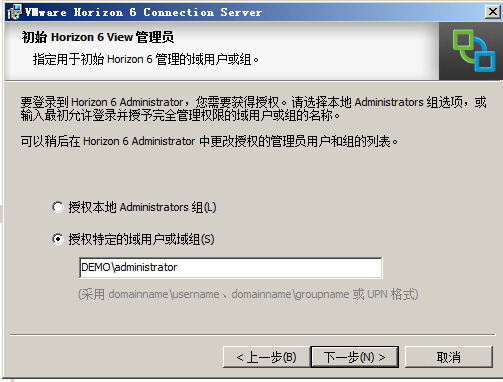 VMware Horizon 6 Connection Server
初始 Horizon 6 View 管理员
指定用于初始 Horizon 6 管理的域用户或组。
要登录到 Horizon 6 Administrator，您需要获得授权。请选择本地 Administrators 组选项，或
输入最初允许登录并授予完全管理权限的域用户或组的名称。
可以稍后在 Horizon 6 Administrator 中更改授权的管理员用户和组的列表。
授权本地 Administrators 组(L)
授权特定的域用户或域组(S)
DEMO\administrator
(采用 domainname\username、domainname\groupname 或 UPN 格式)
< 上一步(B) 下一步(N) > 取消